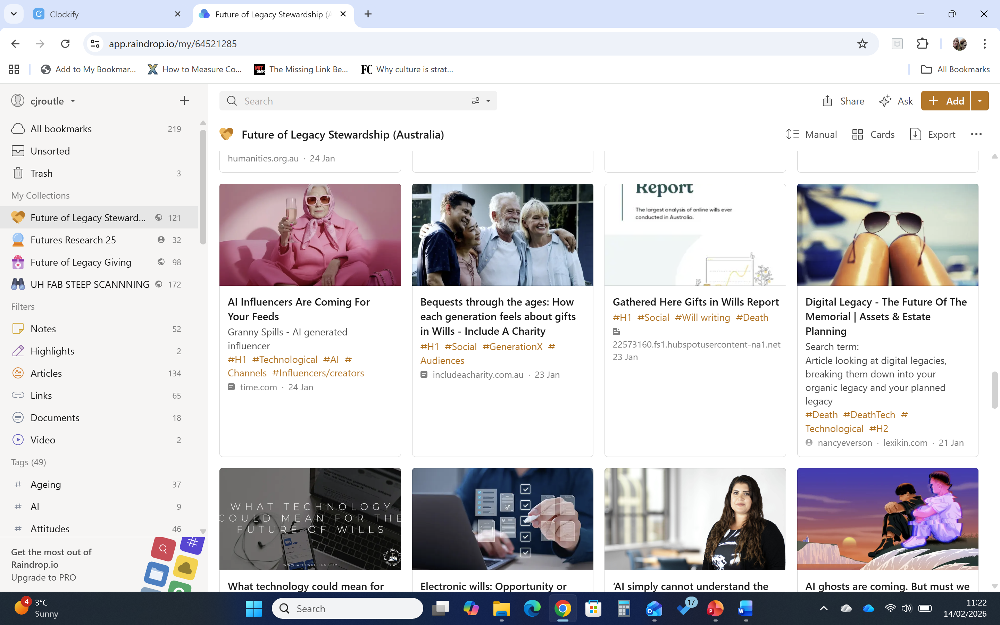 Clockify
Future of Legacy Stewardship (A
app.raindrop.io/my/64521285
Add to My Bookmar...
How to Measure Co...
MIT SMR
The Missing Link Be...
FC
Why culture is strat...
All Bookmarks
cjroutle
All bookmarks 219
Unsorted
Trash 3
My Collections
Future of Legacy Steward... 121
Futures Research 25 32
Future of Legacy Giving 98
UH FAB STEEP SCANNNING 172
Filters
Notes 52
Highlights 2
Articles 134
Links 65
Documents 18
Video 2
Tags (49)
# Ageing 37
# AI 9
# Attitudes 46
Get the most out of
Raindrop.io
Upgrade to PRO
Search
Share
Ask
Add
Future of Legacy Stewardship (Australia)
Manual
Cards
Export
humanities.org.au · 24 Jan
AI Influencers Are Coming For
Your Feeds
Granny Spills - AI generated
influencer
#H1 #Technological #AI #
Channels #Influencers/creators
time.com · 24 Jan
Bequests through the ages: How
each generation feels about gifts
in Wills - Include A Charity
#H1 #Social #GenerationX #
Audiences
includeacharity.com.au · 23 Jan
Report
The largest analysis of online wills ever
conducted in Australia.
Gathered Here Gifts in Wills Report
#H1 #Social #Will writing #Death
22573160.fs1.hubspotusercontent-na1.net ·
23 Jan
Digital Legacy - The Future Of The
Memorial | Assets & Estate
Planning
Search term:
Article looking at digital legacies,
breaking them down into your
organic legacy and your planned
legacy
#Death #DeathTech #
Technological #H2
nancyeverson · lexikin.com · 21 Jan
WHAT TECHNOLOGY
COULD MEAN FOR THE
FUTURE OF WILLS
WWW.WILLWRITERS.COM
The Society of Will Writers
What technology could mean for
Electronic wills: Opportunity or
‘AI simply cannot understand the
AI ghosts are coming. But must we
4
3°C
Sunny
Search
17
11:22
14/02/2026